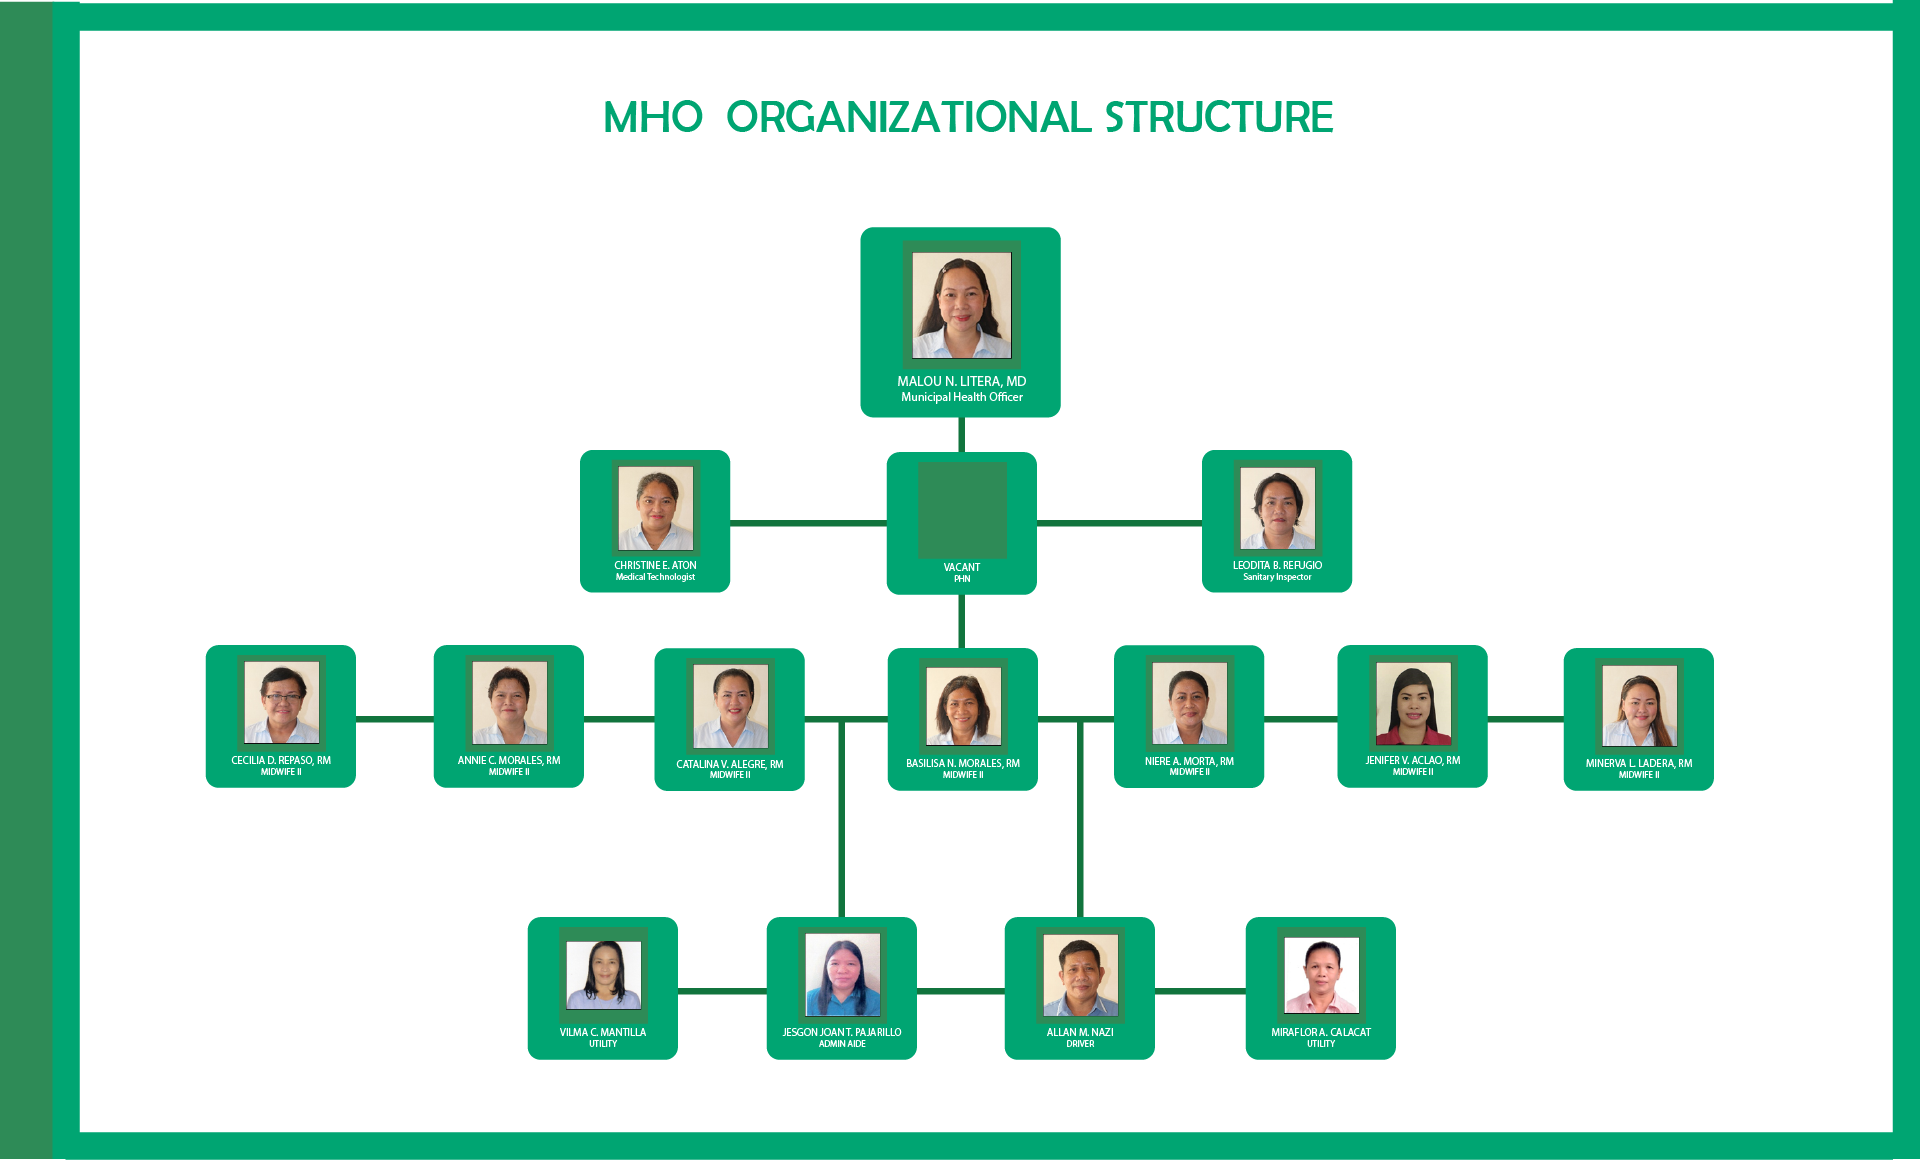 MHO ORGANIZATIONAL STRUCTURE
MALOU N. LITERA, MD
Municipal Health Officer
CHRISTINE E. ATON
Medical Technologist
VACANT
PHN
LEODITA B. REFUGIO
Sanitary Inspector
CECILIA D. REPASO, RM
MIDWIFE II
ANNIE C. MORALES, RM
MIDWIFE II
CATALINA V. ALEGRE, RM
MIDWIFE II
BASILISA N. MORALES, RM
MIDWIFE II
NIERE A. MORTA, RM
MIDWIFE II
JENIFER V. ACLAO, RM
MIDWIFE II
MINERVA L. LADERA, RM
MIDWIFE II
VILMA C. MANTILLA
UTILITY
JESGON JOAN T. PAJARILLO
ADMIN AIDE
ALLAN M. NAZI
DRIVER
MIRAFLOR A. CALACAT
UTILITY